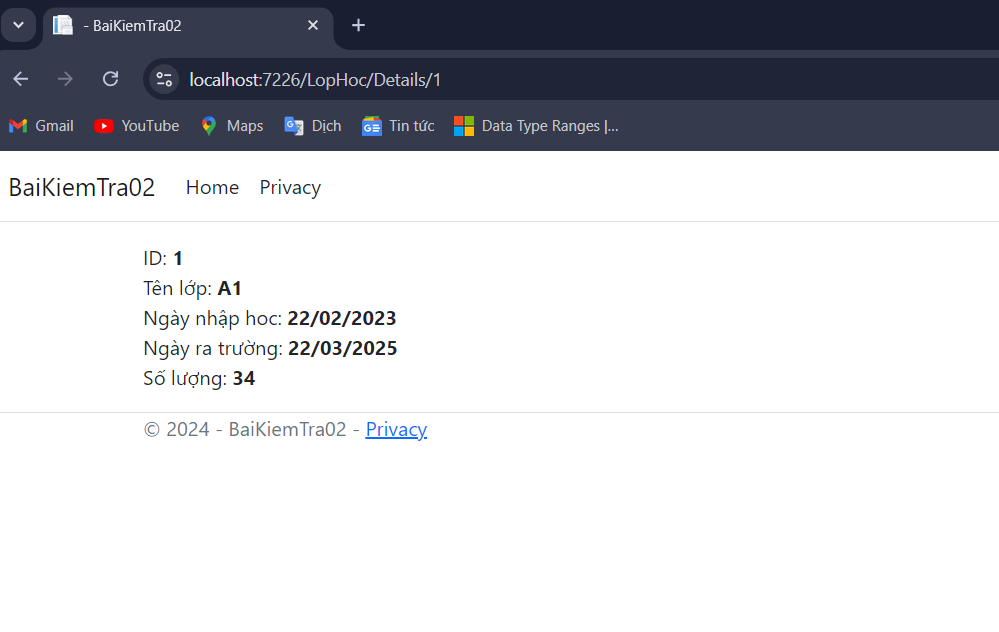 - BaiKiemTra02
localhost:7226/LopHoc/Details/1
Gmail YouTube Maps Dịch Tin tức Data Type Ranges |...
BaiKiemTra02 Home Privacy
ID: 1
Tên lớp: A1
Ngày nhập hoc: 22/02/2023
Ngày ra trường: 22/03/2025
Số lượng: 34
© 2024 - BaiKiemTra02 - Privacy